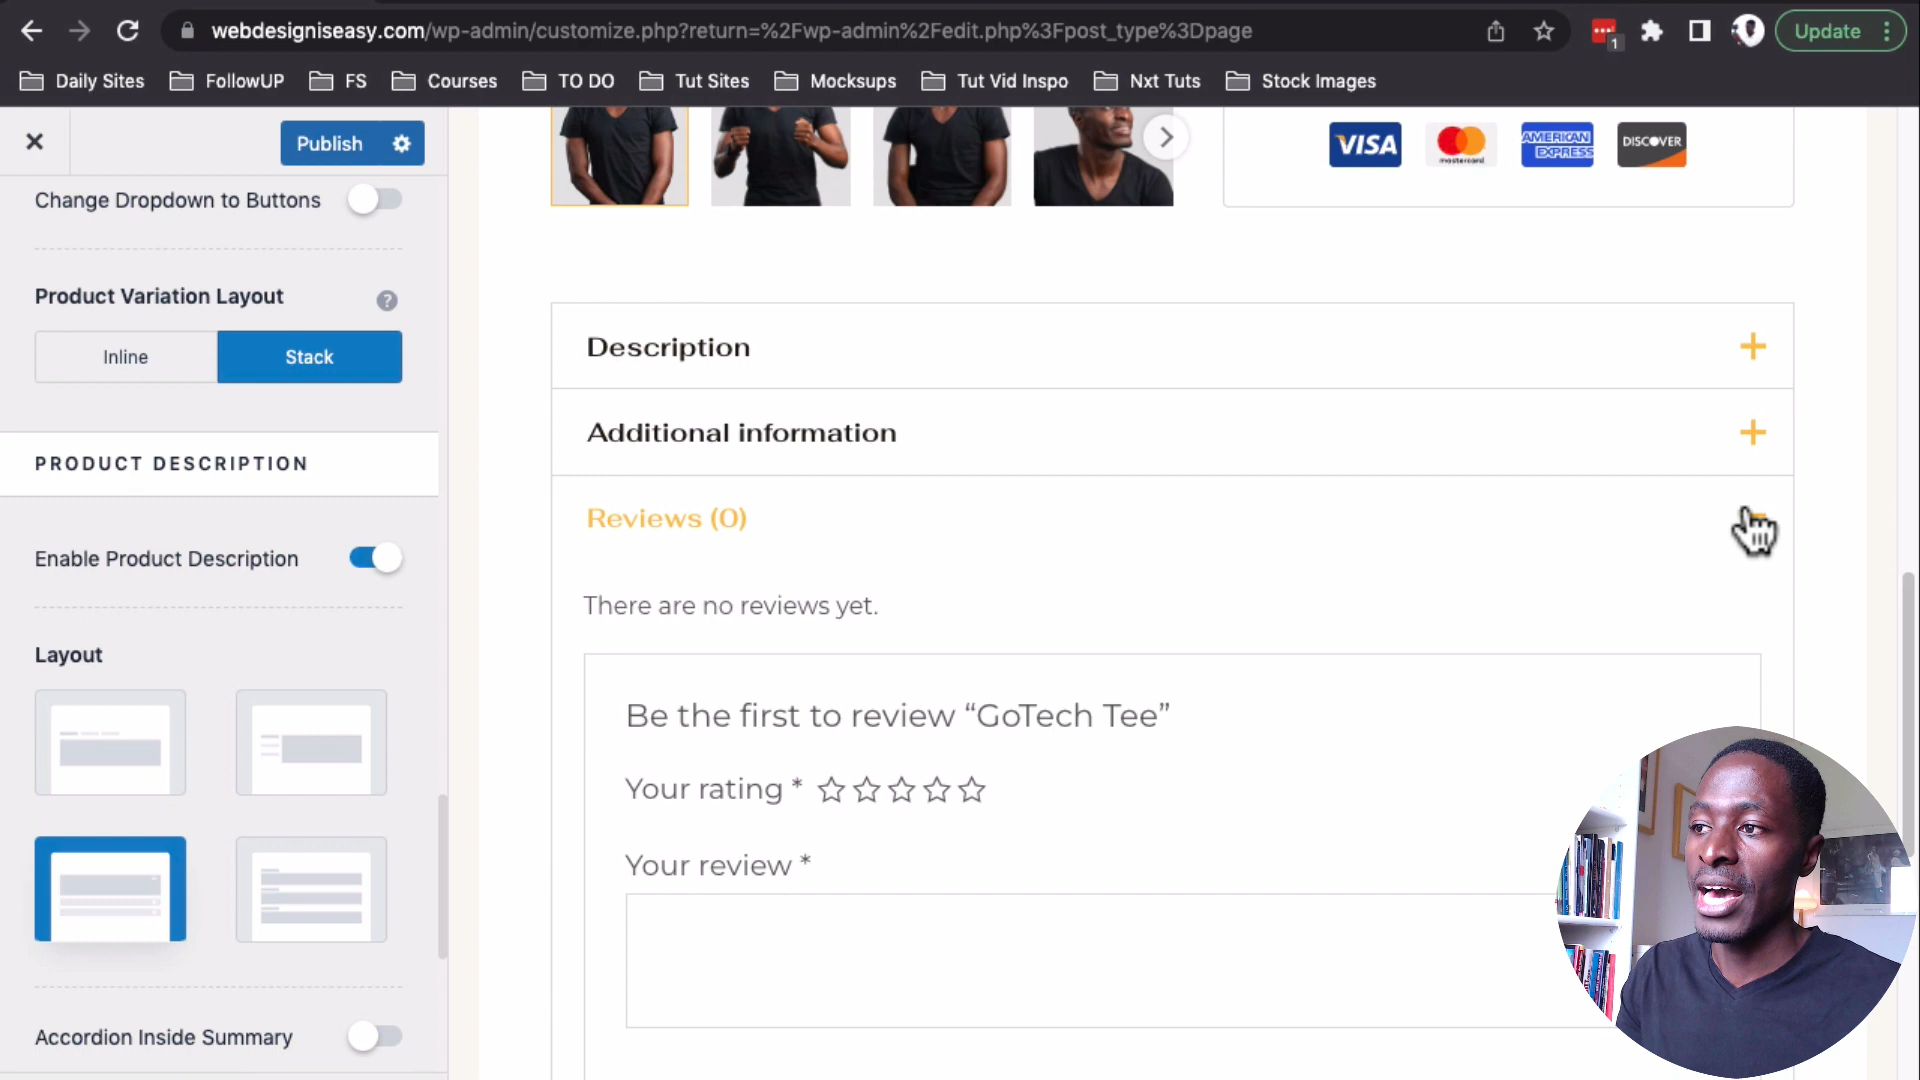 webdesigniseasy.com/wp-admin/customize.php?return=%2Fwp-admin%2Fedit.php%3Fpost_type%3Dpage
1
Update
Daily Sites
FollowUP
FS
Courses
TO DO
Tut Sites
Mocksups
Tut Vid Inspo
Nxt Tuts
Stock Images
Publish
Change Dropdown to Buttons
Product Variation Layout
?
Inline
Stack
PRODUCT DESCRIPTION
Enable Product Description
Layout
Accordion Inside Summary
VISA
mastercard
AMERICAN
EXPRESS
DISCOVER
Description
Additional information
Reviews (0)
There are no reviews yet.
Be the first to review “GoTech Tee”
Your rating *
Your review *